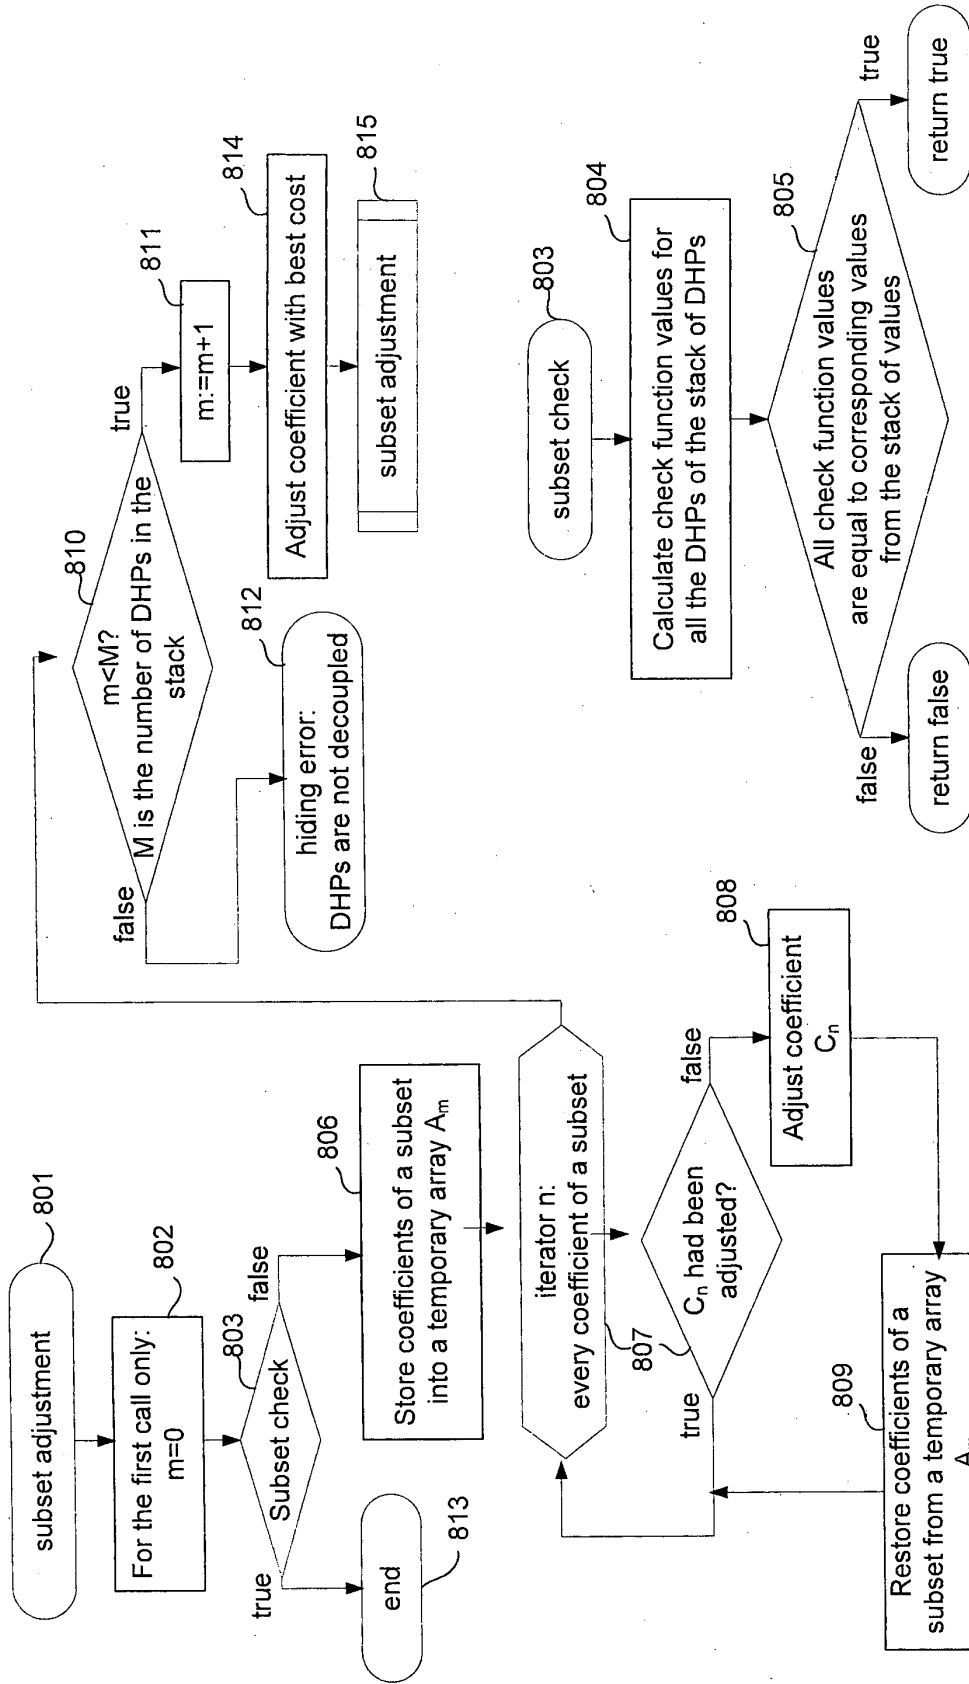 subset adjustment
801
For the first call only:
m=0
802
Subset check
803
true
false
end
813
Store coefficients of a subset
into a temporary array Am
806
iterator n:
every coefficient of a subset
807
Cn had been
adjusted?
true
false
Adjust coefficient
Cn
808
Restore coefficients of a
subset from a temporary array
809
m<M?
M is the number of DHPs in the
stack
810
false
true
hiding error:
DHPs are not decoupled
812
m:=m+1
811
Adjust coefficient with best cost
814
subset adjustment
815
subset check
803
Calculate check function values for
all the DHPs of the stack of DHPs
804
All check function values
are equal to corresponding values
from the stack of values
805
false
true
return false
return true